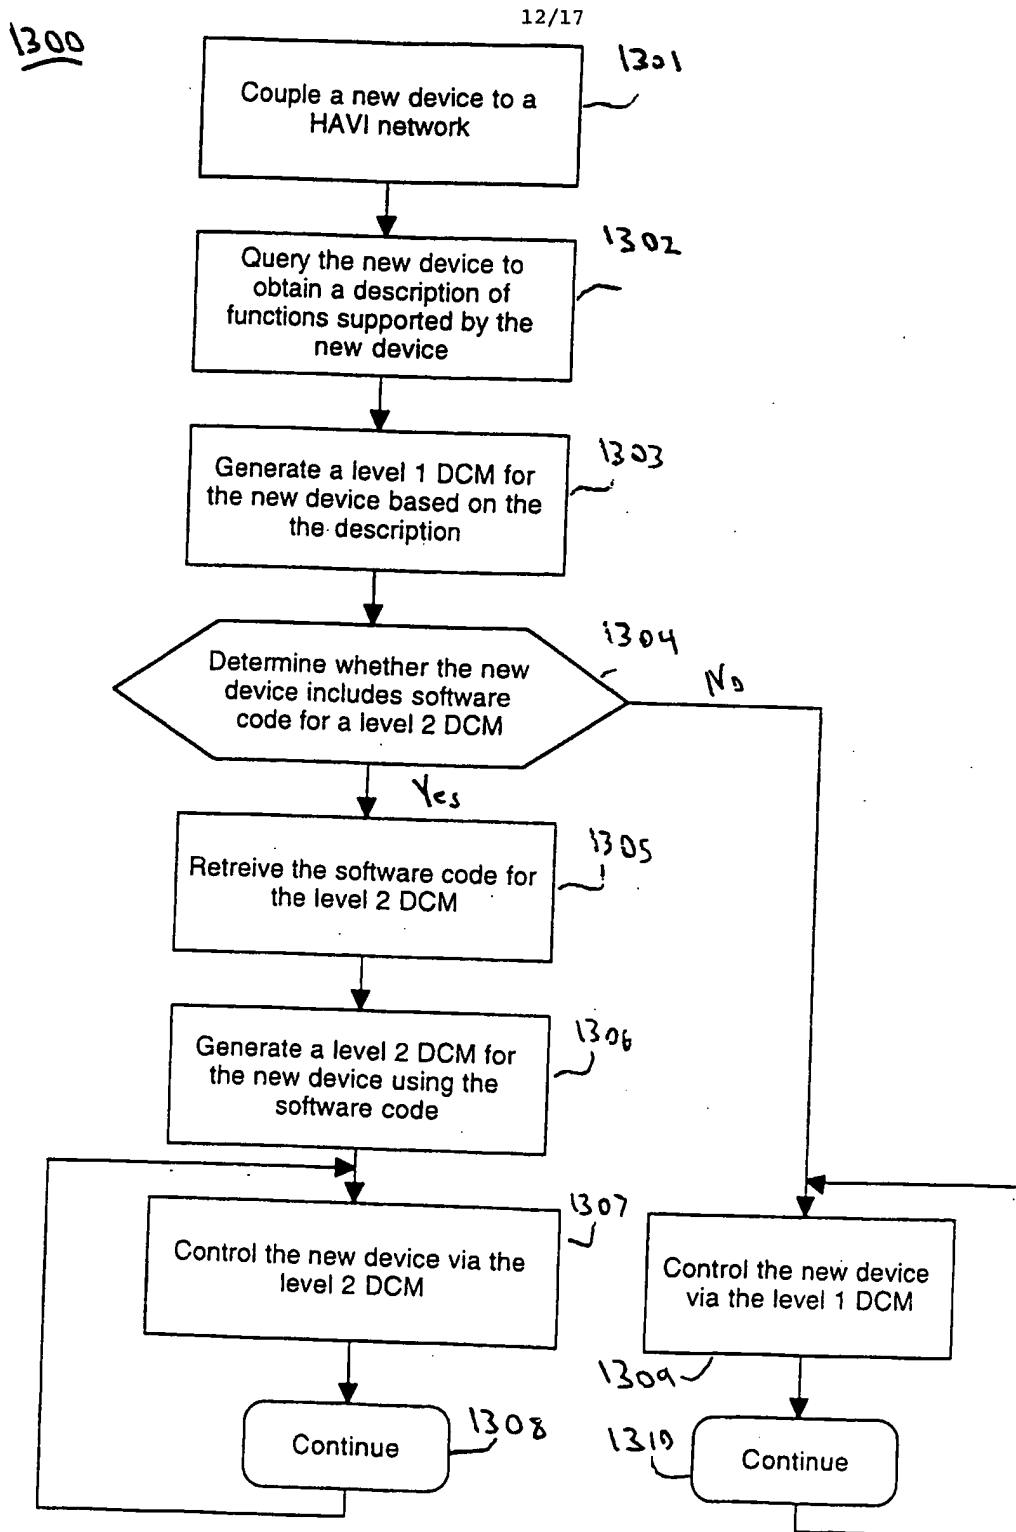 12/17
1300
1301
Couple a new device to a
HAVI network
1302
Query the new device to
obtain a description of
functions supported by the
new device
1303
Generate a level 1 DCM for
the new device based on the
the description
1304
Determine whether the new
device includes software
code for a level 2 DCM
No
Yes
1305
Retreive the software code for
the level 2 DCM
1306
Generate a level 2 DCM for
the new device using the
software code
1307
Control the new device via the
level 2 DCM
Control the new device
via the level 1 DCM
1309
1308
Continue
1310
Continue